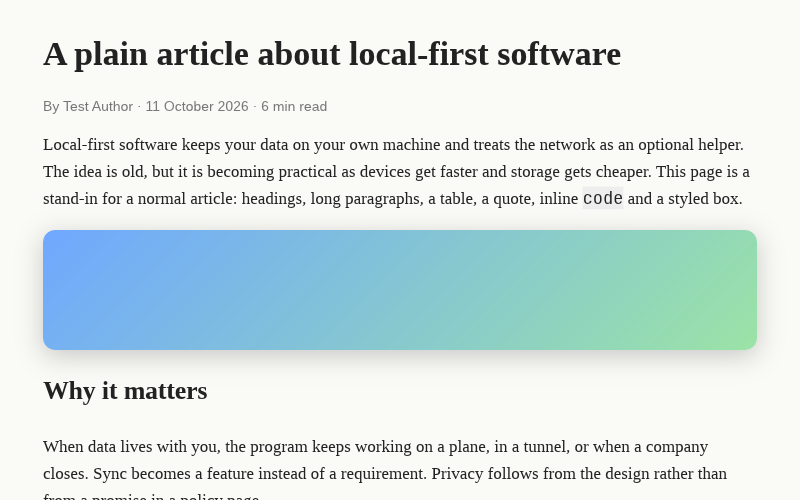 A plain article about local-first software
By Test Author · 11 October 2026 · 6 min read
Local-first software keeps your data on your own machine and treats the network as an optional helper.
The idea is old, but it is becoming practical as devices get faster and storage gets cheaper. This page is a
stand-in for a normal article: headings, long paragraphs, a table, a quote, inline code and a styled box.
Why it matters
When data lives with you, the program keeps working on a plane, in a tunnel, or when a company
closes. Sync becomes a feature instead of a requirement. Privacy follows from the design rather than
from a promise in a policy page.